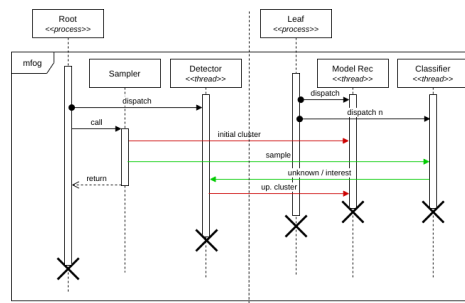 Root
<<process>>
Leaf
<<process>>
mfog
Sampler
Detector
<<thread>>
Model Rec
<<thread>>
Classifier
<<thread>>
dispatch
dispatch
dispatch n
call
initial cluster
sample
unknown / interest
return
up. cluster